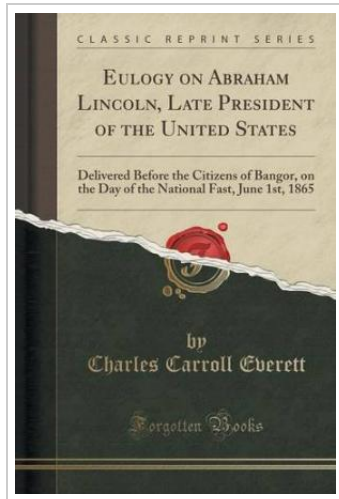 CLASSIC REPRINT SERIES
EULOGY ON ABRAHAM
LINCOLN, LATE PRESIDENT
OF THE UNITED STATES
Delivered Before the Citizens of Bangor, on
the Day of the National Fast, June 1st, 1865
F
by
Charles Carroll Everett
Forgotten Books